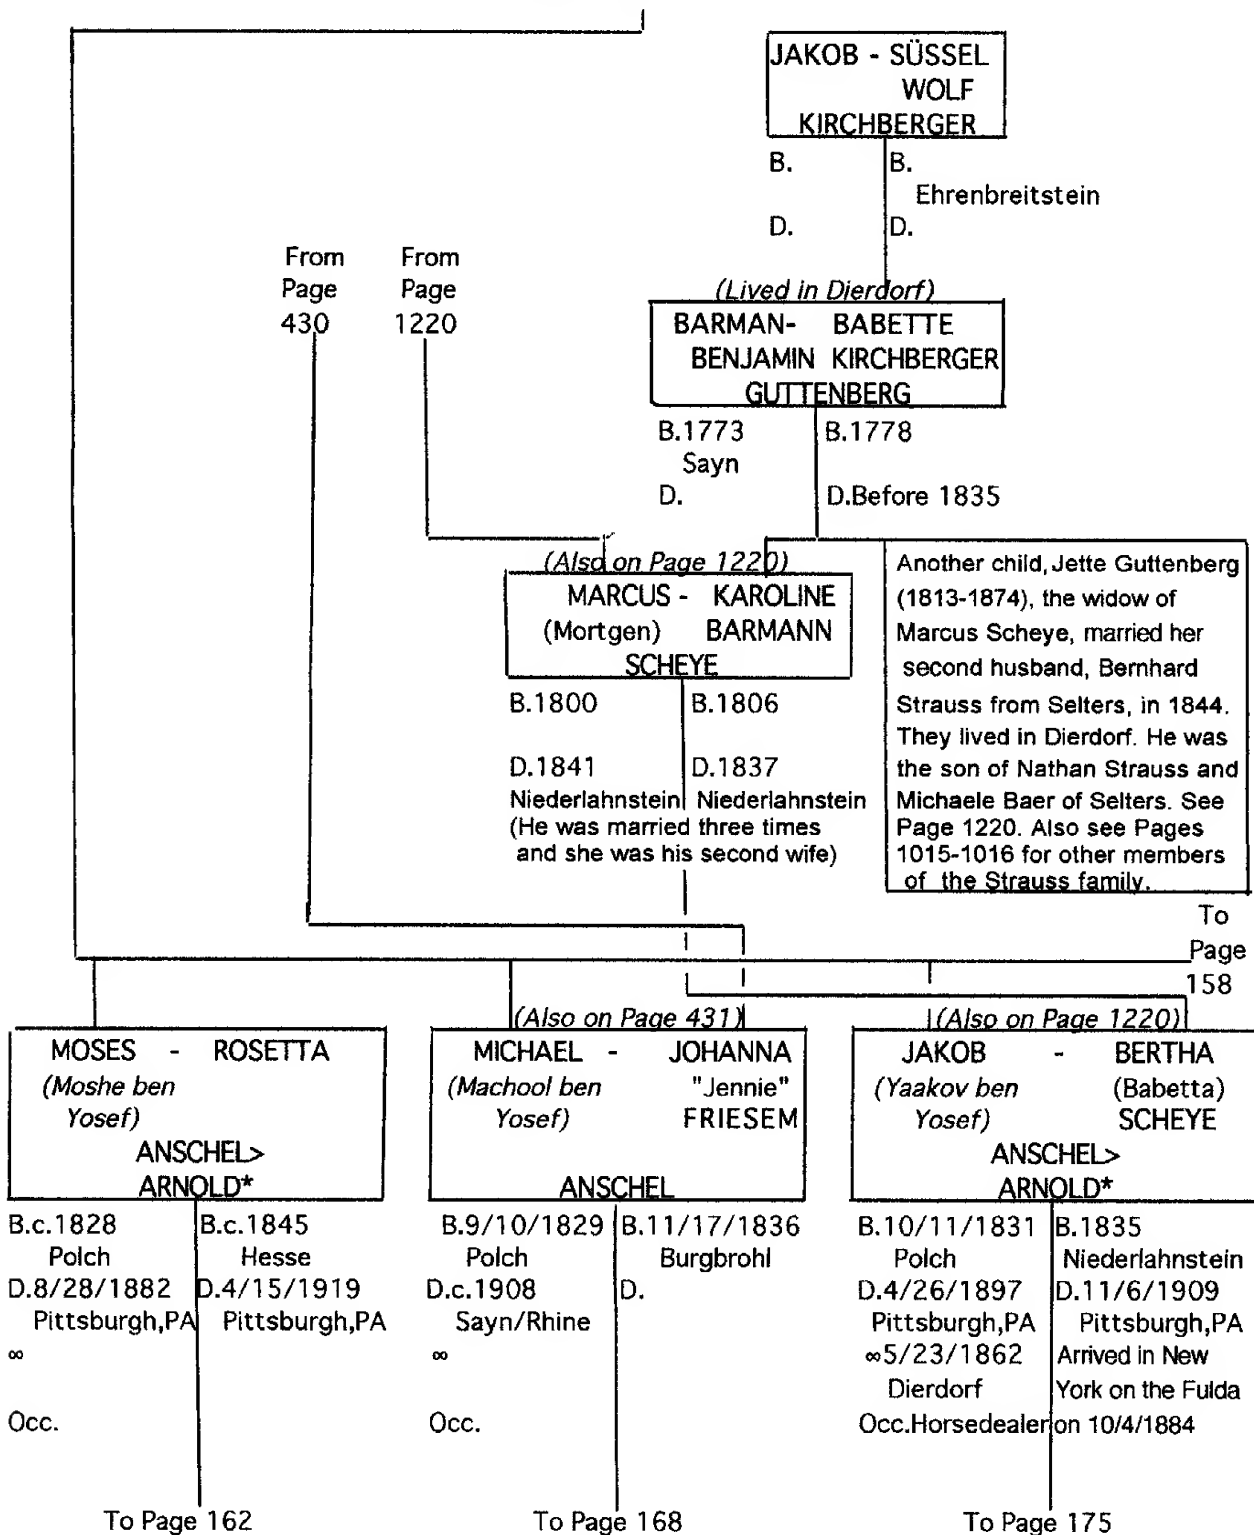 JAKOB - SÜSSEL
WOLF
KIRCHBERGER
B. B.
Ehrenbreitstein
D. D.
From From
Page Page
430 1220
(Lived in Dierdorf)
BARMAN- BABETTE
BENJAMIN KIRCHBERGER
GUTTENBERG
B.1773 B.1778
Sayn
D. D.Before 1835
(Also on Page 1220)
MARCUS - KAROLINE
(Mortgen) BARMANN
SCHEYE
B.1800 B.1806
D.1841 D.1837
Niederlahnstein Niederlahnstein
(He was married three times
and she was his second wife)
Another child, Jette Guttenberg
(1813-1874), the widow of
Marcus Scheye, married her
second husband, Bernhard
Strauss from Selters, in 1844.
They lived in Dierdorf. He was
the son of Nathan Strauss and
Michaele Baer of Selters. See
Page 1220. Also see Pages
1015-1016 for other members
of the Strauss family.
To
Page
158
MOSES - ROSETTA
(Moshe ben
Yosef)
ANSCHEL>
ARNOLD*
B.c.1828 B.c.1845
Polch Hesse
D.8/28/1882 D.4/15/1919
Pittsburgh,PA Pittsburgh,PA
∞
Occ.
To Page 162
(Also on Page 431)
MICHAEL - JOHANNA
(Machool ben "Jennie"
Yosef) FRIESEM
ANSCHEL
B.9/10/1829 B.11/17/1836
Polch Burgbrohl
D.c.1908 D.
Sayn/Rhine
∞
Occ.
To Page 168
(Also on Page 1220)
JAKOB - BERTHA
(Yaakov ben (Babetta)
Yosef) SCHEYE
ANSCHEL>
ARNOLD*
B.10/11/1831 B.1835
Polch Niederlahnstein
D.4/26/1897 D.11/6/1909
Pittsburgh,PA Pittsburgh,PA
∞5/23/1862 Arrived in New
Dierdorf York on the Fulda
Occ.Horsedealer on 10/4/1884
To Page 175